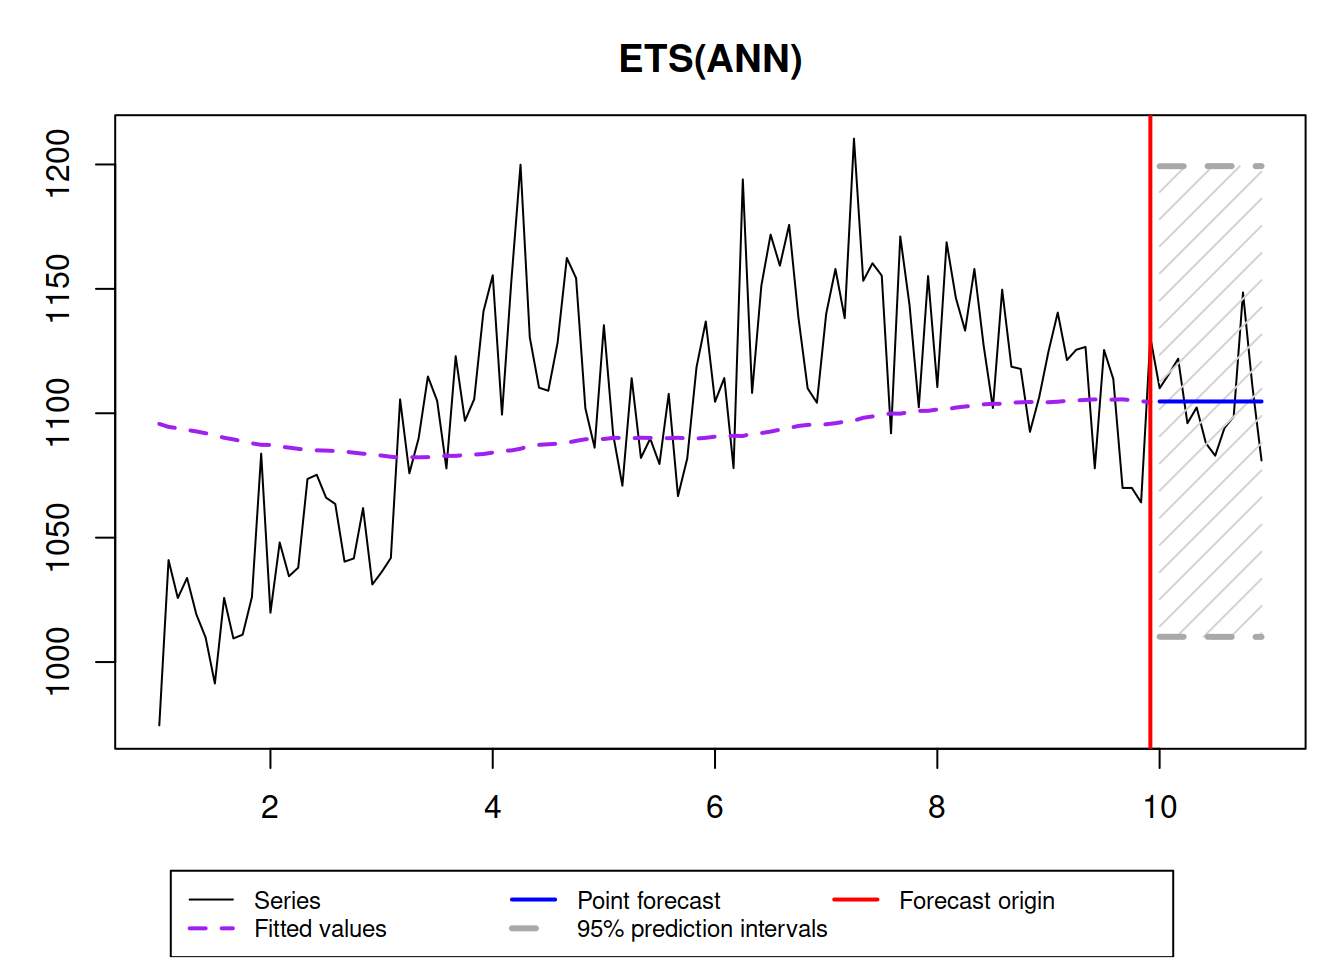 ETS(ANN)
1200
1150
1100
1050
1000
2 4 6 8 10
Series Point forecast Forecast origin
Fitted values 95% prediction intervals